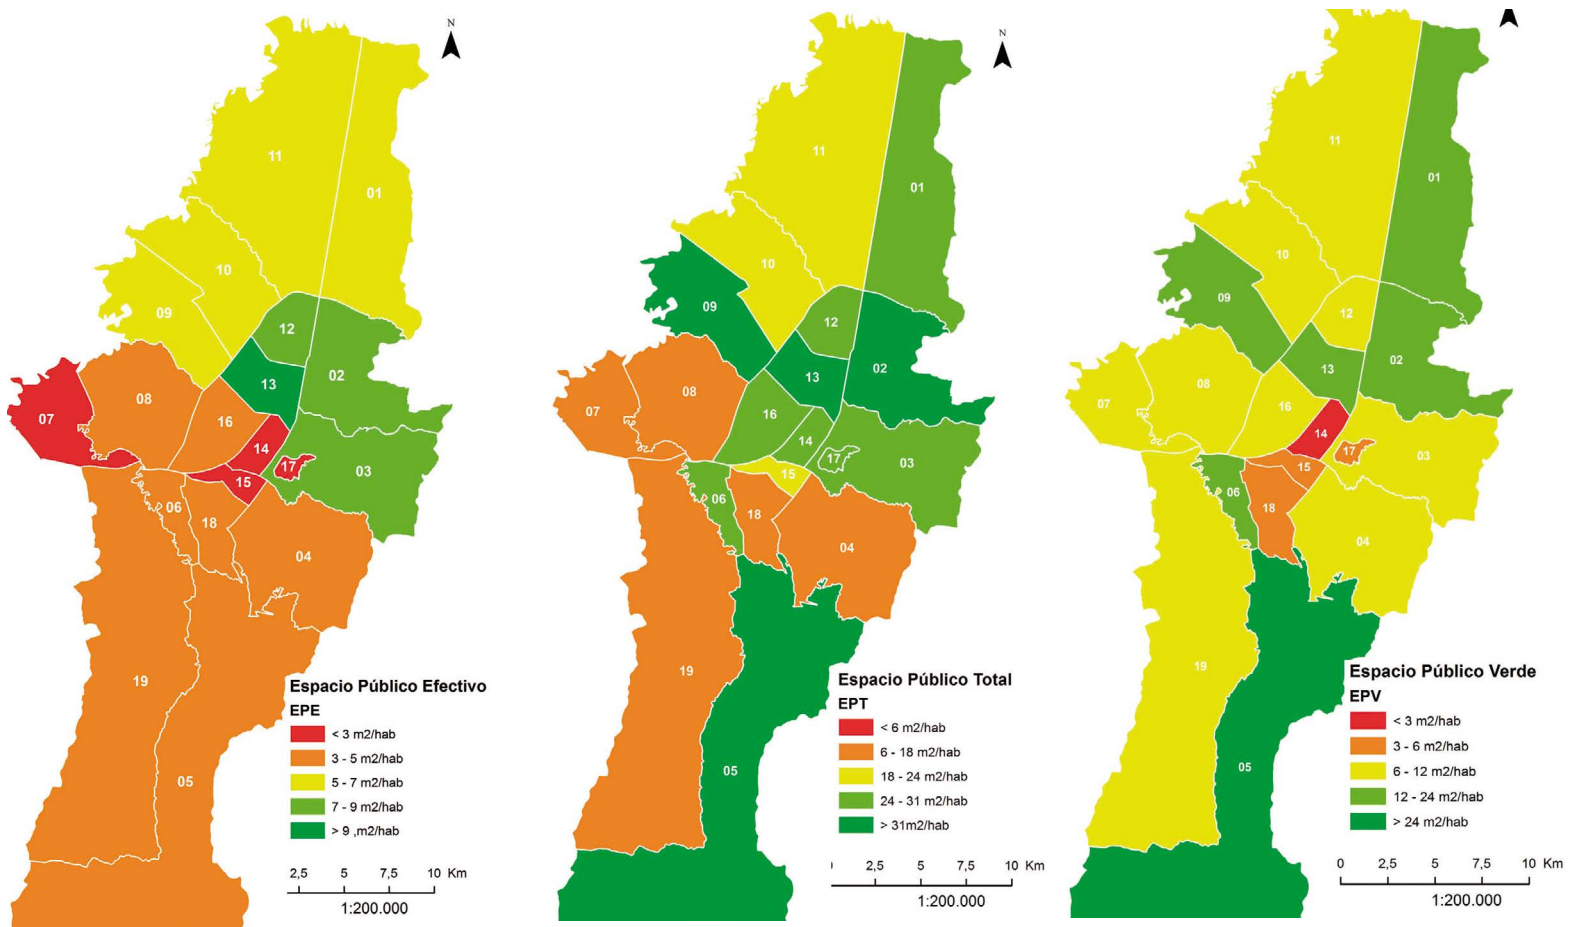 N
11
01
10
09
12
02
13
08
07
16
14
17
03
15
06
18
04
19
05
Espacio Público Efectivo
EPE
< 3 m2/hab
3 - 5 m2/hab
5 - 7 m2/hab
7 - 9 m2/hab
> 9 ,m2/hab
2,5 5 7,5 10 Km
1:200.000
N
11
01
10
09
12
02
13
08
07
16
14
17
03
15
06
18
04
19
05
Espacio Público Total
EPT
< 6 m2/hab
6 - 18 m2/hab
18 - 24 m2/hab
24 - 31 m2/hab
> 31m2/hab
2,5 5 7,5 10 Km
1:200.000
11
01
10
09
12
02
13
08
07
16
14
17
03
15
06
18
04
19
05
Espacio Público Verde
EPV
< 3 m2/hab
3 - 6 m2/hab
6 - 12 m2/hab
12 - 24 m2/hab
> 24 m2/hab
0 2,5 5 7,5 10 Km
1:200.000